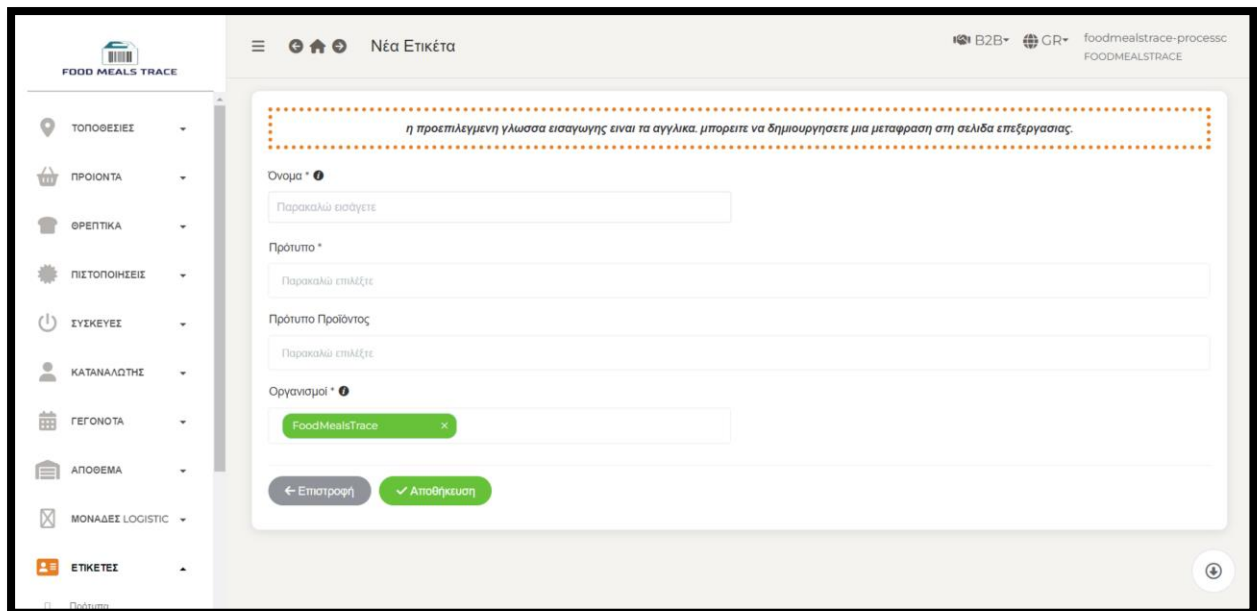 FOOD MEALS TRACE
Νέα Ετικέτα
B2B
GR
foodmealstrace-processc
FOODMEALSTRACE
ΤΟΠΟΘΕΣΙΕΣ
ΠΡΟΙΟΝΤΑ
ΘΡΕΠΤΙΚΑ
ΠΙΣΤΟΠΟΙΗΣΕΙΣ
ΣΥΣΚΕΥΕΣ
ΚΑΤΑΝΑΛΩΤΗΣ
ΓΕΓΟΝΟΤΑ
ΑΠΟΘΕΜΑ
ΜΟΝΑΔΕΣ LOGISTIC
ΕΤΙΚΕΤΕΣ
Πρότυπα
η προεπιλεγμενη γλωσσα εισαγωγης ειναι τα αγγλικα. μπορειτε να δημιουργησετε μια μεταφραση στη σελιδα επεξεργασιας.
Όνομα *
Παρακαλώ εισάγετε
Πρότυπο *
Παρακαλώ επιλέξτε
Πρότυπο Προϊόντος
Παρακαλώ επιλέξτε
Οργανισμοί *
FoodMealsTrace ×
Επιστροφή
Αποθήκευση